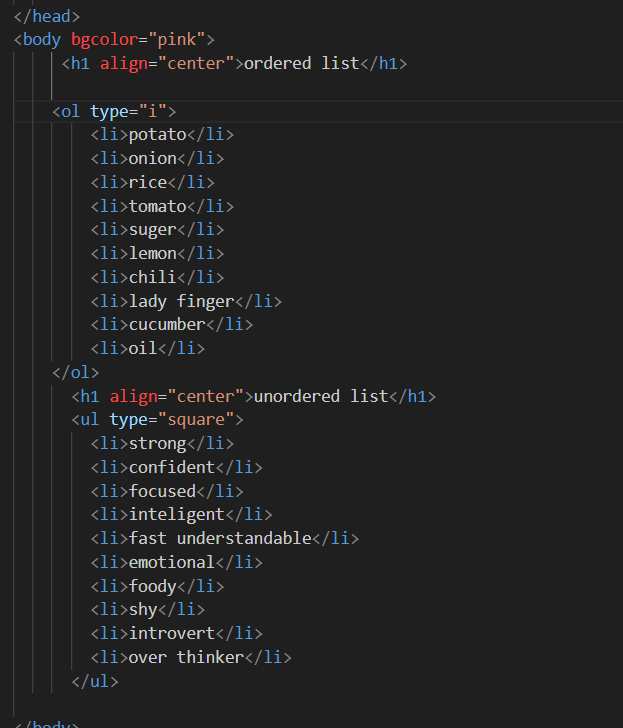 </head>
<body bgcolor="pink">
<h1 align="center">ordered list</h1>
<ol type="i">
<li>potato</li>
<li>onion</li>
<li>rice</li>
<li>tomato</li>
<li>suger</li>
<li>lemon</li>
<li>chili</li>
<li>lady finger</li>
<li>cucumber</li>
<li>oil</li>
</ol>
<h1 align="center">unordered list</h1>
<ul type="square">
<li>strong</li>
<li>confident</li>
<li>focused</li>
<li>inteligent</li>
<li>fast understandable</li>
<li>emotional</li>
<li>foody</li>
<li>shy</li>
<li>introvert</li>
<li>over thinker</li>
</ul>
</body>